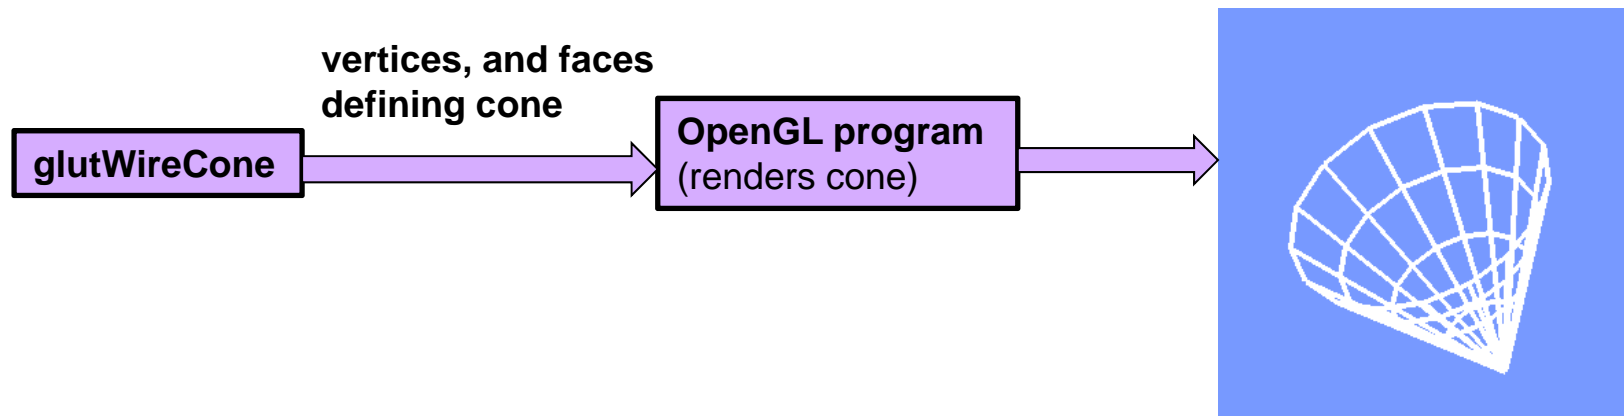 vertices, and faces
defining cone
glutWireCone
OpenGL program
(renders cone)